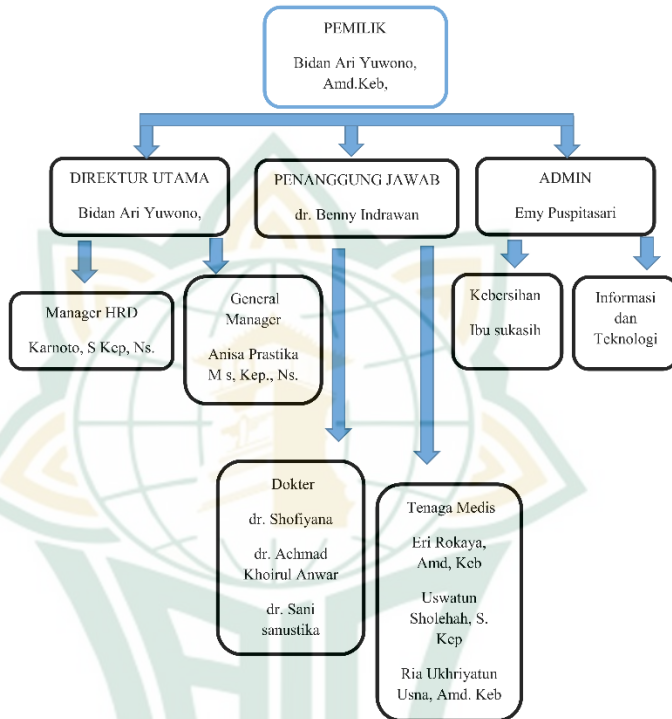 PEMILIK
Bidan Ari Yuwono,
Amd.Keb,
DIREKTUR UTAMA
Bidan Ari Yuwono,
PENANGGUNG JAWAB
dr. Benny Indrawan
ADMIN
Emy Puspitasari
Manager HRD
Karnoto, S Kep, Ns.
General
Manager
Anisa Prastika
M s, Kep., Ns.
Kebersihan
Ibu sukasih
Informasi
dan
Teknologi
Dokter
dr. Shofiyana
dr. Achmad
Khoirul Anwar
dr. Sani
sanustika
Tenaga Medis
Eri Rokaya,
Amd, Keb
Uswatun
Sholehah, S.
Kep
Ria Ukhriyatun
Usna, Amd. Keb